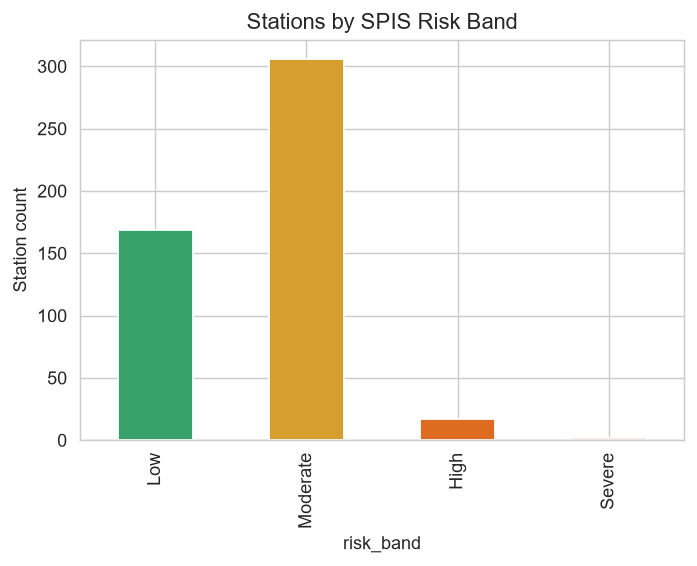 Stations by SPIS Risk Band
Station count
300
250
200
150
100
50
0
Low
Moderate
High
Severe
risk_band